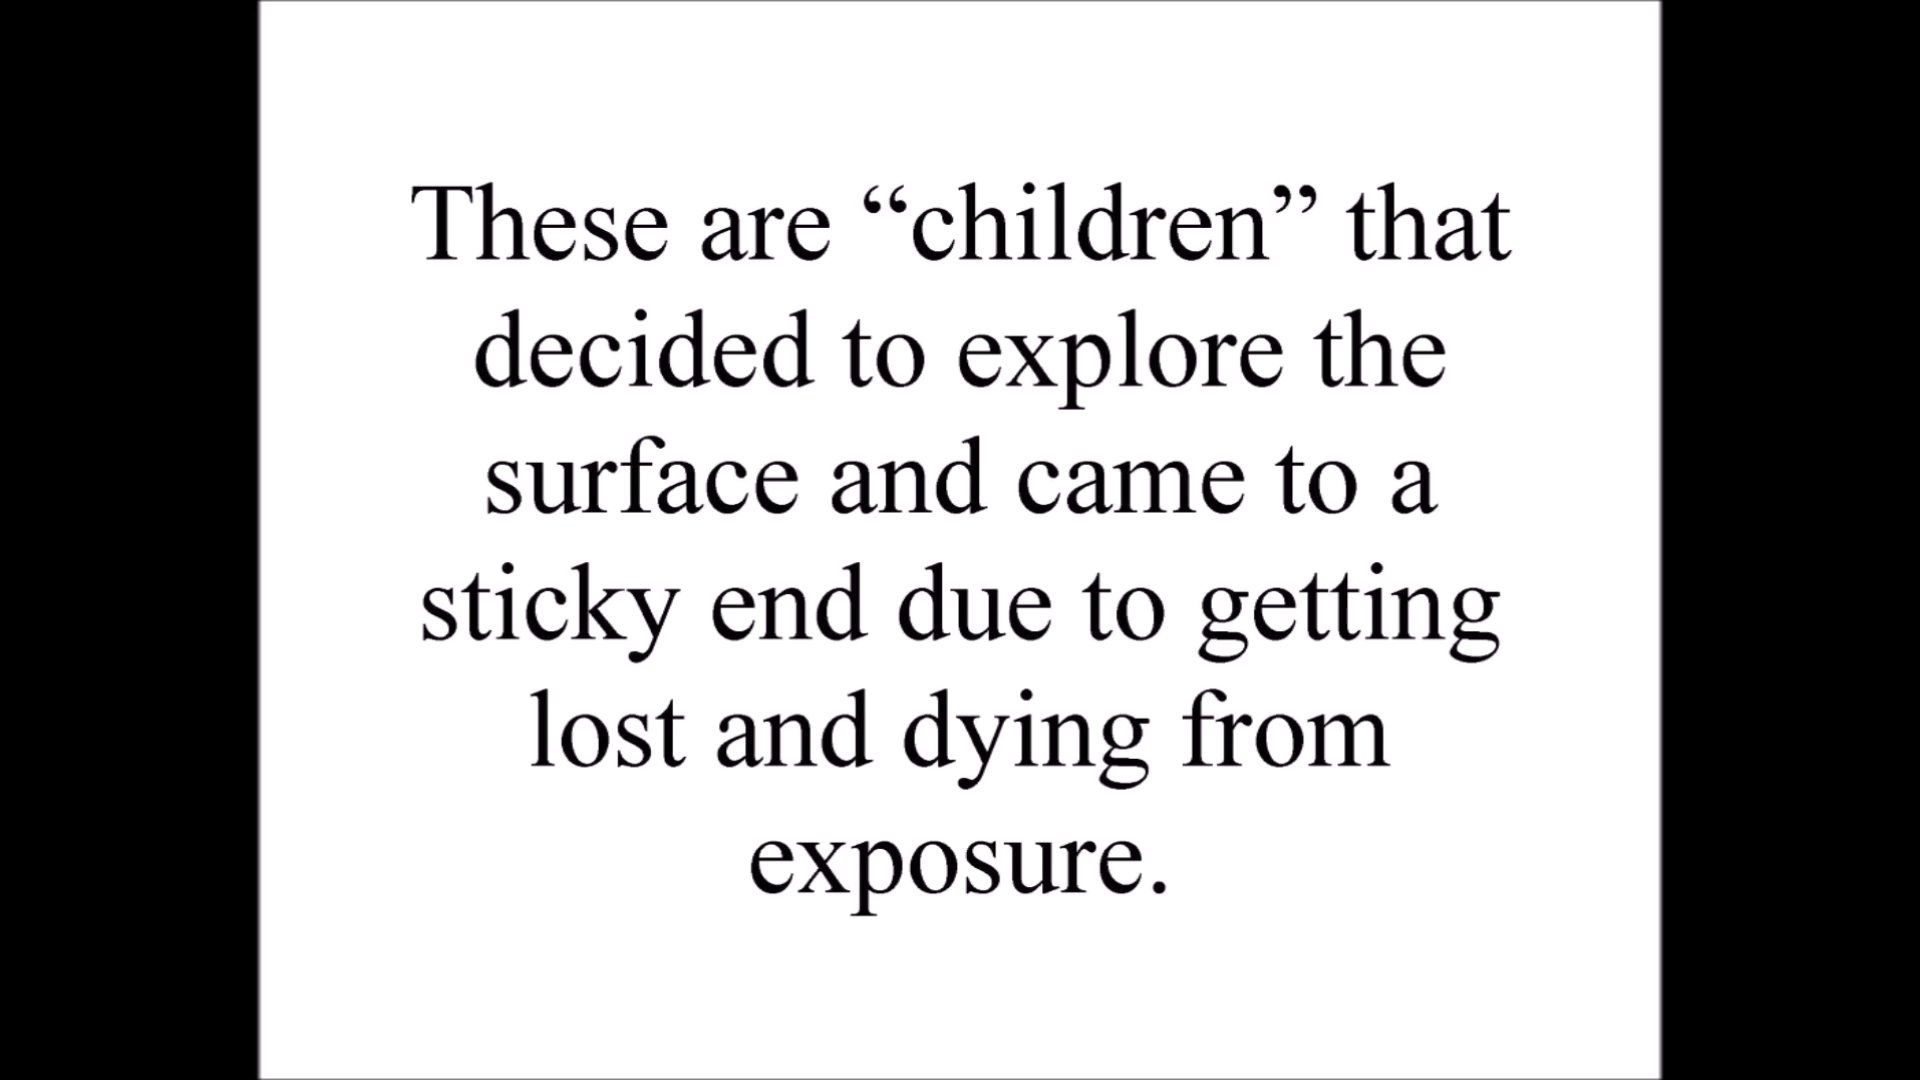 These are “children” that
decided to explore the
surface and came to a
sticky end due to getting
lost and dying from
exposure.